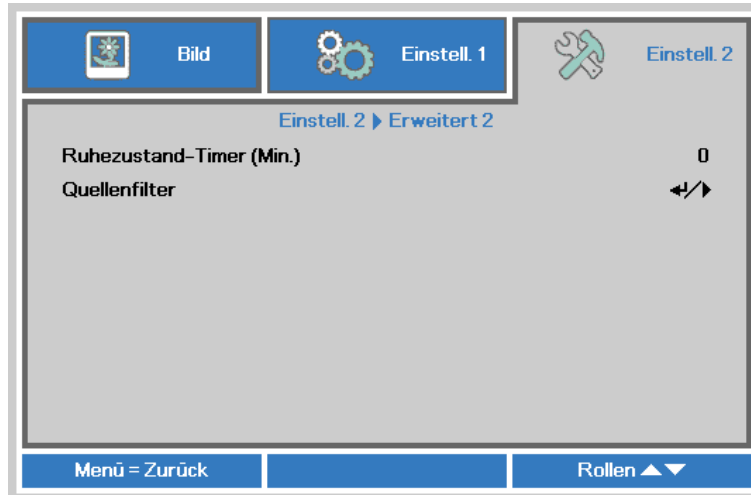 Bild Einstell. 1 Einstell. 2
Einstell. 2 ▶ Erweitert 2
Ruhezustand-Timer (Min.) 0
Quellenfilter ↵/▶
Menü = Zurück Rollen ▲▼